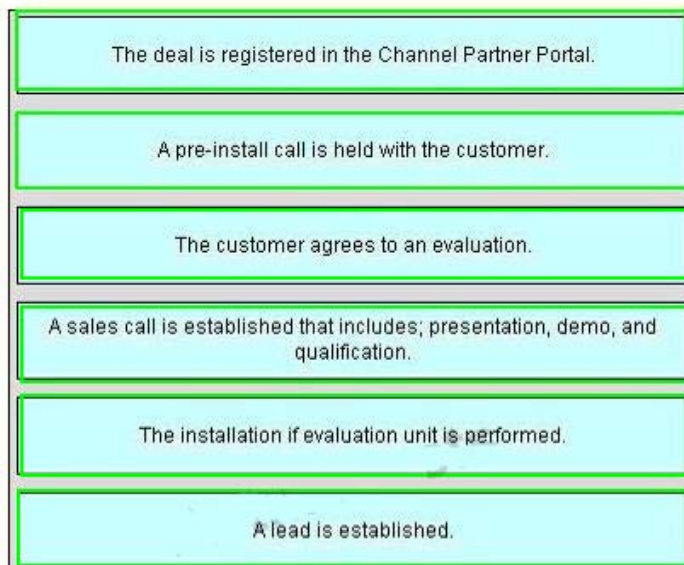 The deal is registered in the Channel Partner Portal.
A pre-install call is held with the customer.
The customer agrees to an evaluation.
A sales call is established that includes; presentation, demo, and
qualification.
The installation if evaluation unit is performed.
A lead is established.